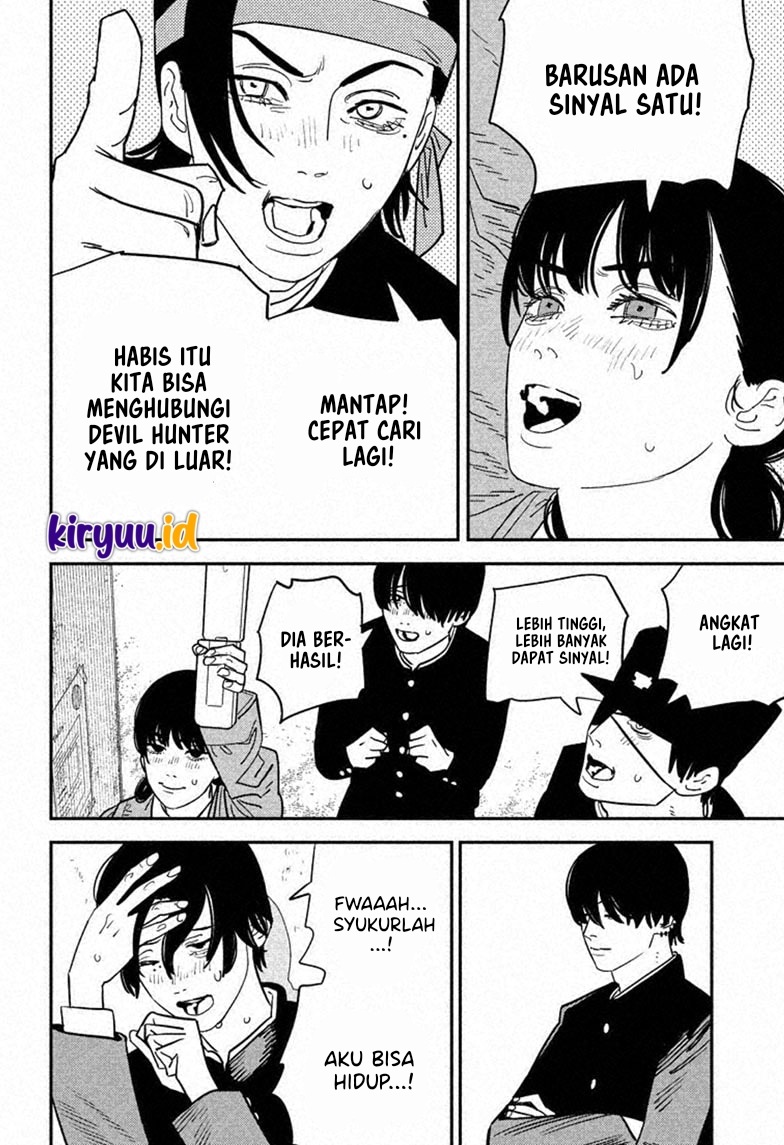 BARUSAN ADA
SINYAL SATU!
MANTAP!
CEPAT CARI
LAGI!
HABIS ITU
KITA BISA
MENGHUBUNGI
DEVIL HUNTER
YANG DI LUAR!
kiryuu.id
ANGKAT
LAGI!
LEBIH TINGGI,
LEBIH BANYAK
DAPAT SINYAL!
DIA BER-
HASIL!
FWAAAH...
SYUKURLAH
...!
AKU BISA
HIDUP...!